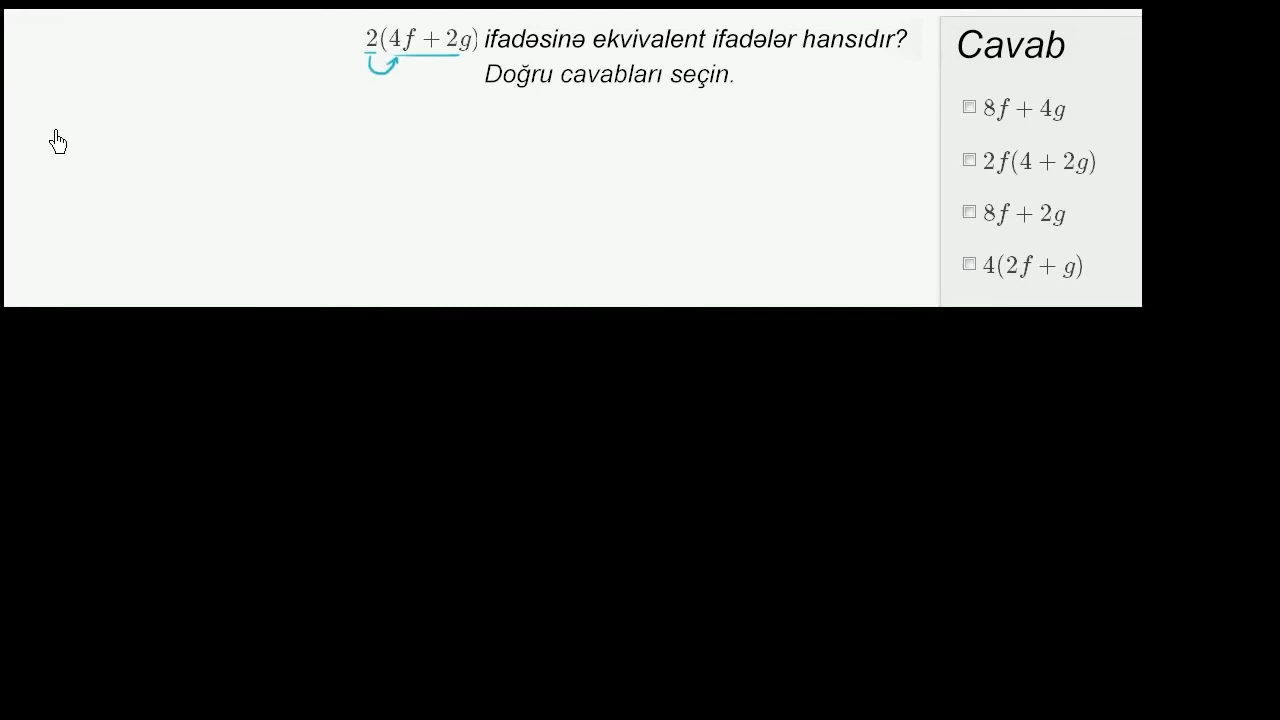 2(4f + 2g) ifadəsinə ekvivalent ifadələr hansıdır?
Doğru cavabları seçin.
Cavab
8f + 4g
2f(4 + 2g)
8f + 2g
4(2f + g)